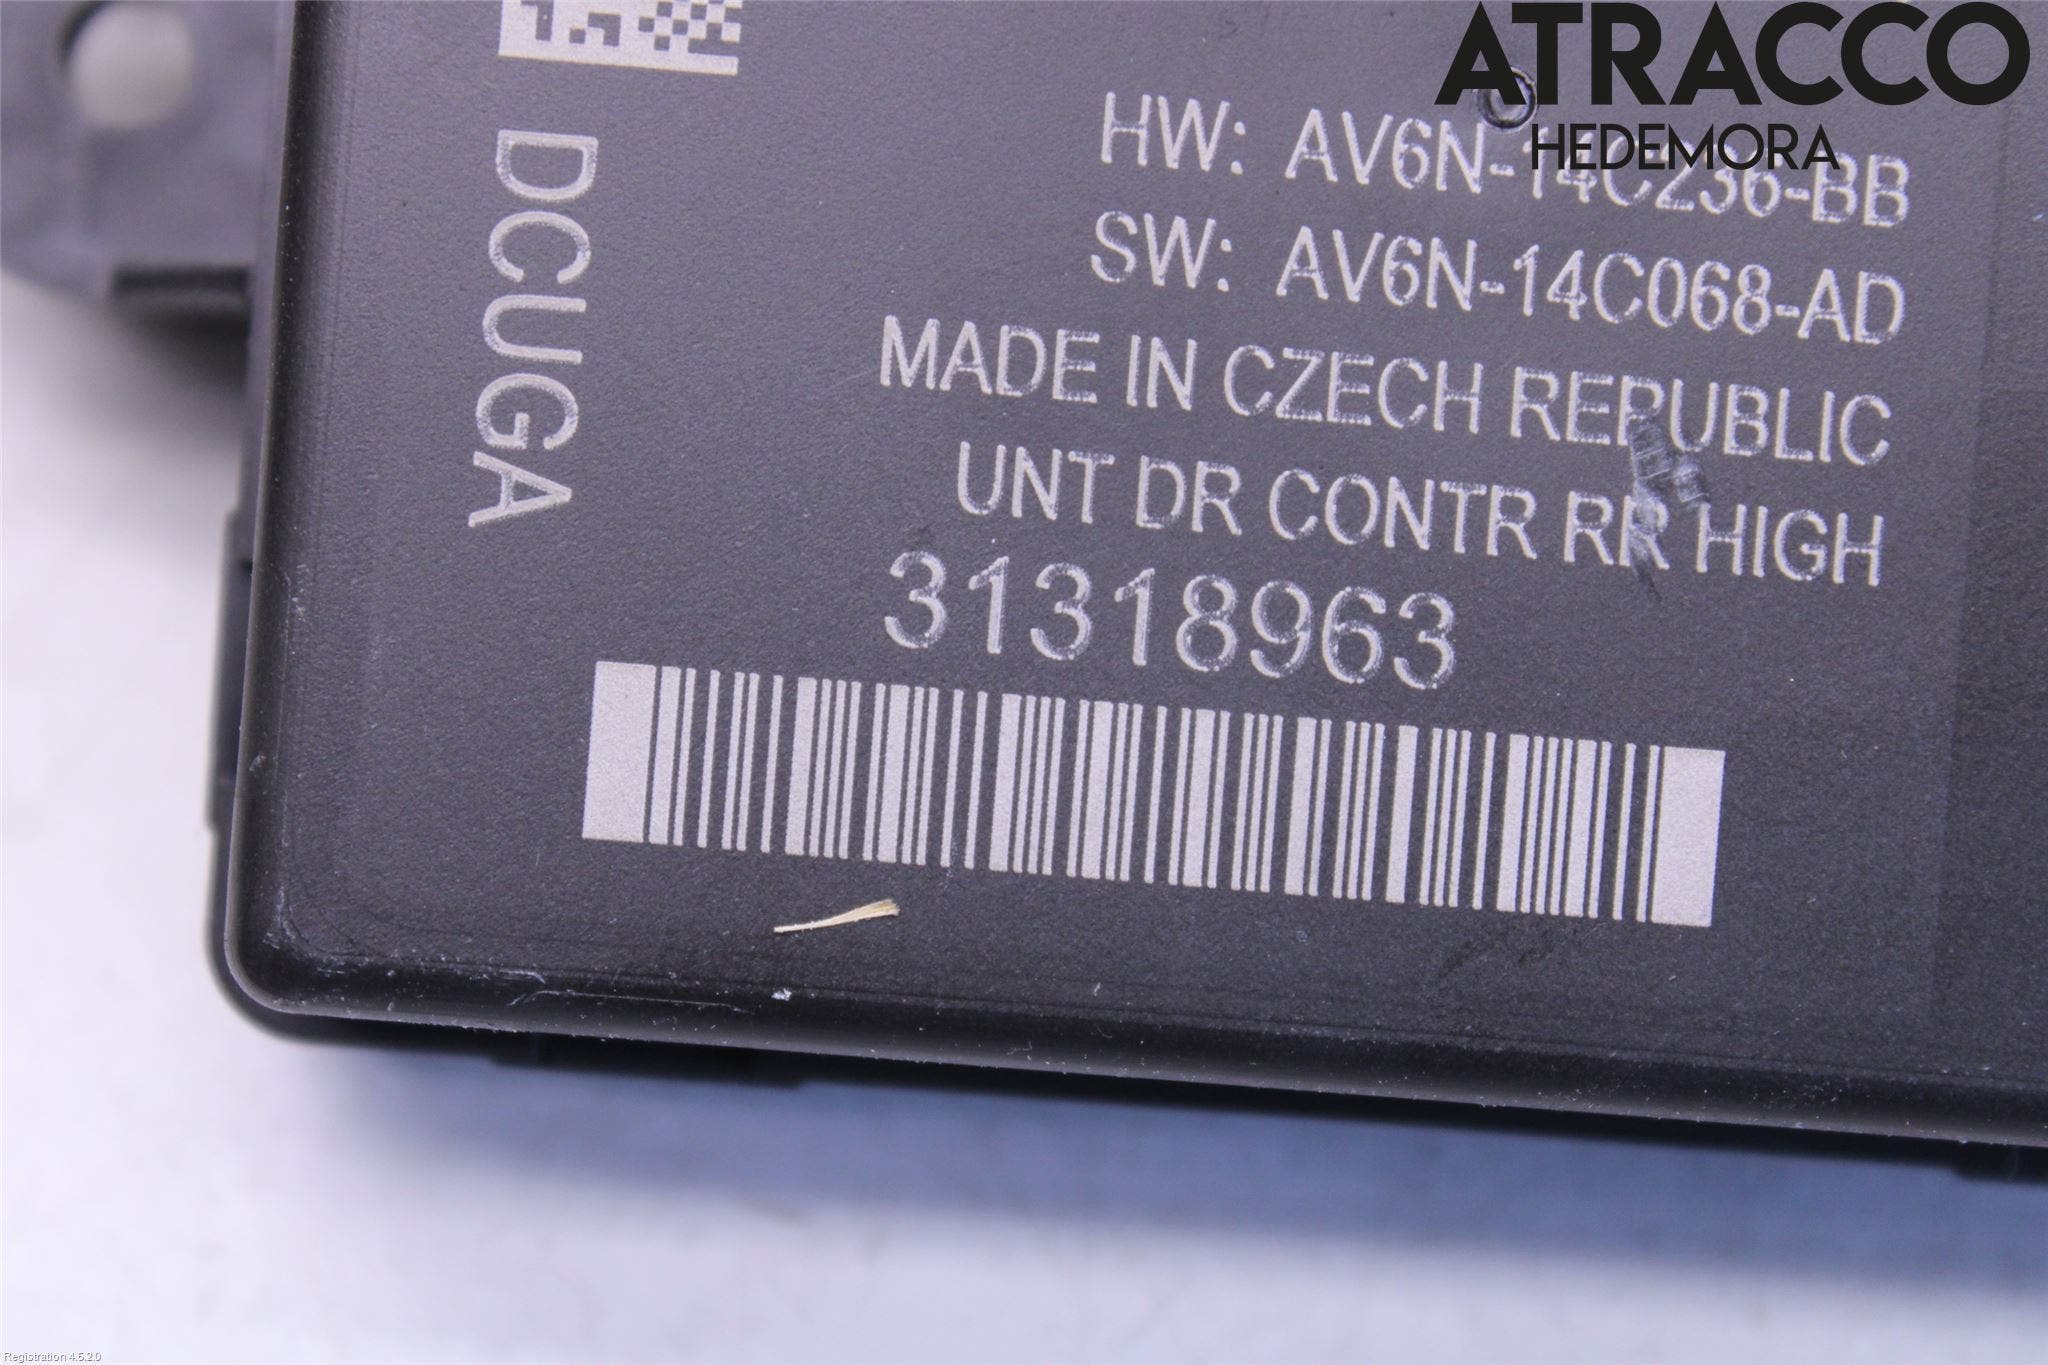 ATRACCO
HEDEMORA
DCUGA
HW: AV6N-14C236-BB
SW: AV6N-14C068-AD
MADE IN CZECH REPUBLIC
UNT DR CONTR RR HIGH
31318963
Registration 4.5.2.0